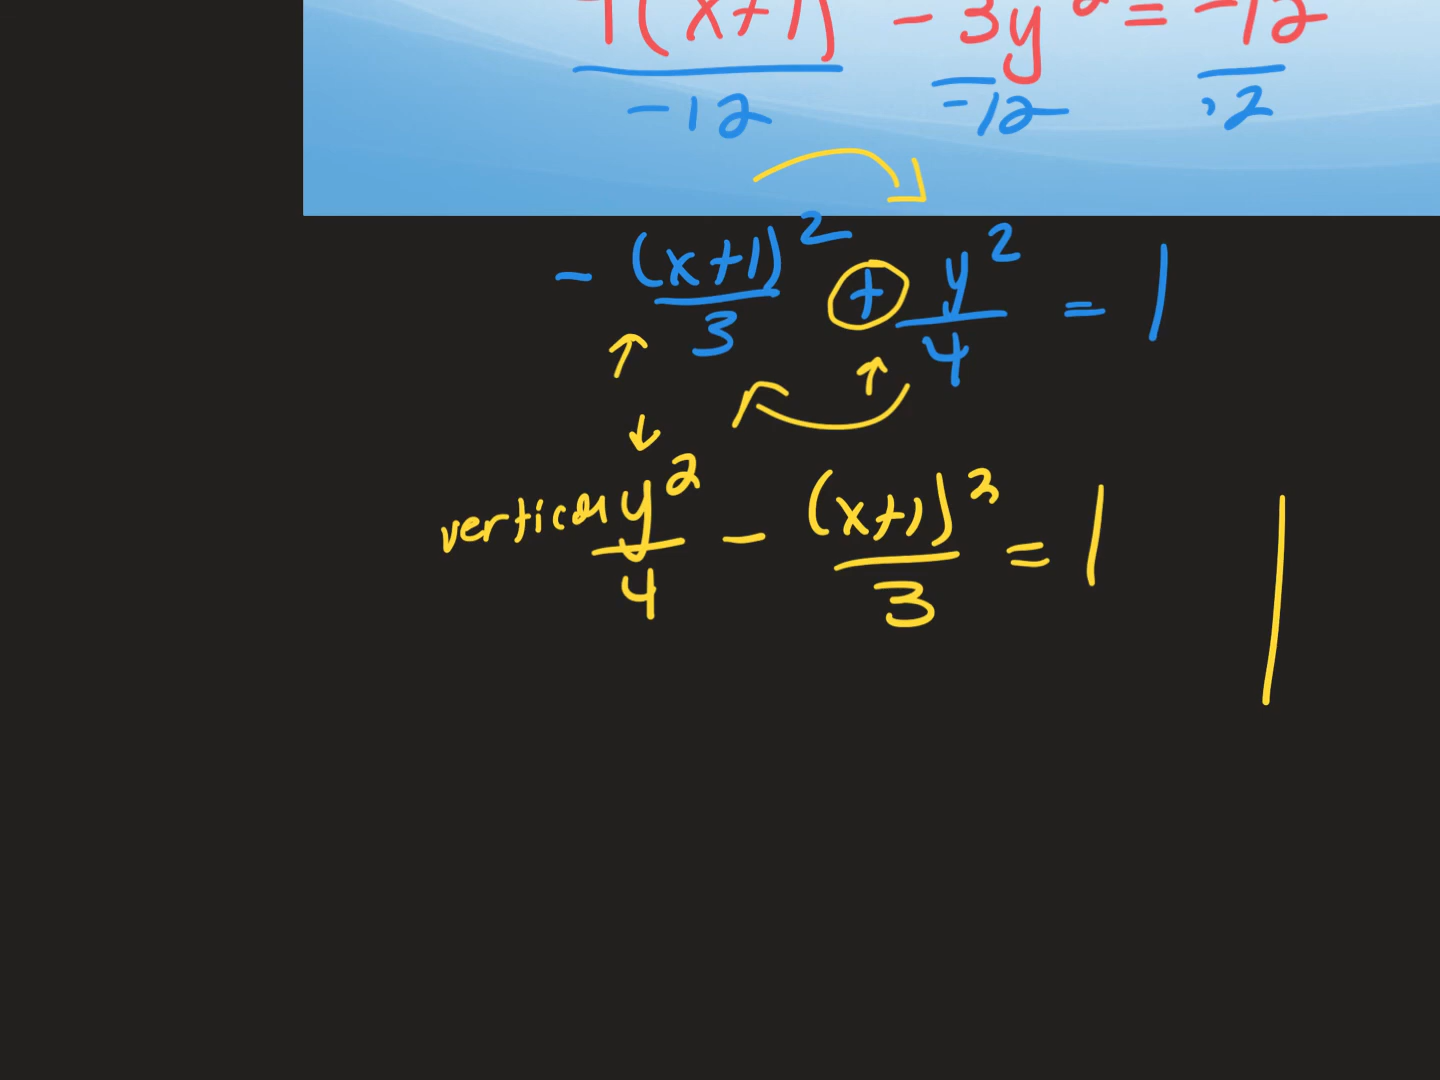 4(x+1) - 3y² = -12
-12 -12 -12
- (x+1)²/3 + y²/4 = 1
vertical y²/4 - (x+1)²/3 = 1